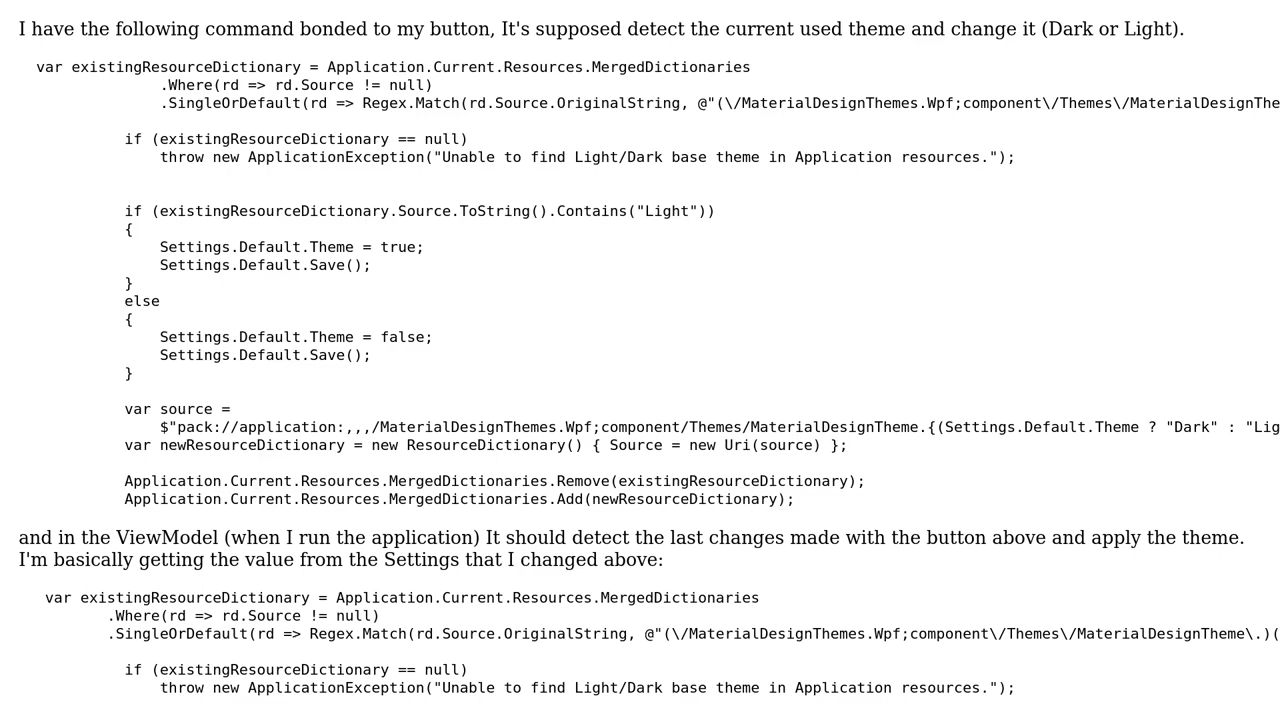 I have the following command bonded to my button, It's supposed detect the current used theme and change it (Dark or Light).
var existingResourceDictionary = Application.Current.Resources.MergedDictionaries
.Where(rd => rd.Source != null)
.SingleOrDefault(rd => Regex.Match(rd.Source.OriginalString, @"(\/MaterialDesignThemes.Wpf;component\/Themes\/MaterialDesignThe
if (existingResourceDictionary == null)
throw new ApplicationException("Unable to find Light/Dark base theme in Application resources.");
if (existingResourceDictionary.Source.ToString().Contains("Light"))
{
Settings.Default.Theme = true;
Settings.Default.Save();
}
else
{
Settings.Default.Theme = false;
Settings.Default.Save();
}
var source =
$"pack://application:,,,/MaterialDesignThemes.Wpf;component/Themes/MaterialDesignTheme.{(Settings.Default.Theme ? "Dark" : "Lig
var newResourceDictionary = new ResourceDictionary() { Source = new Uri(source) };
Application.Current.Resources.MergedDictionaries.Remove(existingResourceDictionary);
Application.Current.Resources.MergedDictionaries.Add(newResourceDictionary);
and in the ViewModel (when I run the application) It should detect the last changes made with the button above and apply the theme.
I'm basically getting the value from the Settings that I changed above:
var existingResourceDictionary = Application.Current.Resources.MergedDictionaries
.Where(rd => rd.Source != null)
.SingleOrDefault(rd => Regex.Match(rd.Source.OriginalString, @"(\/MaterialDesignThemes.Wpf;component\/Themes\/MaterialDesignTheme\.)(
if (existingResourceDictionary == null)
throw new ApplicationException("Unable to find Light/Dark base theme in Application resources.");